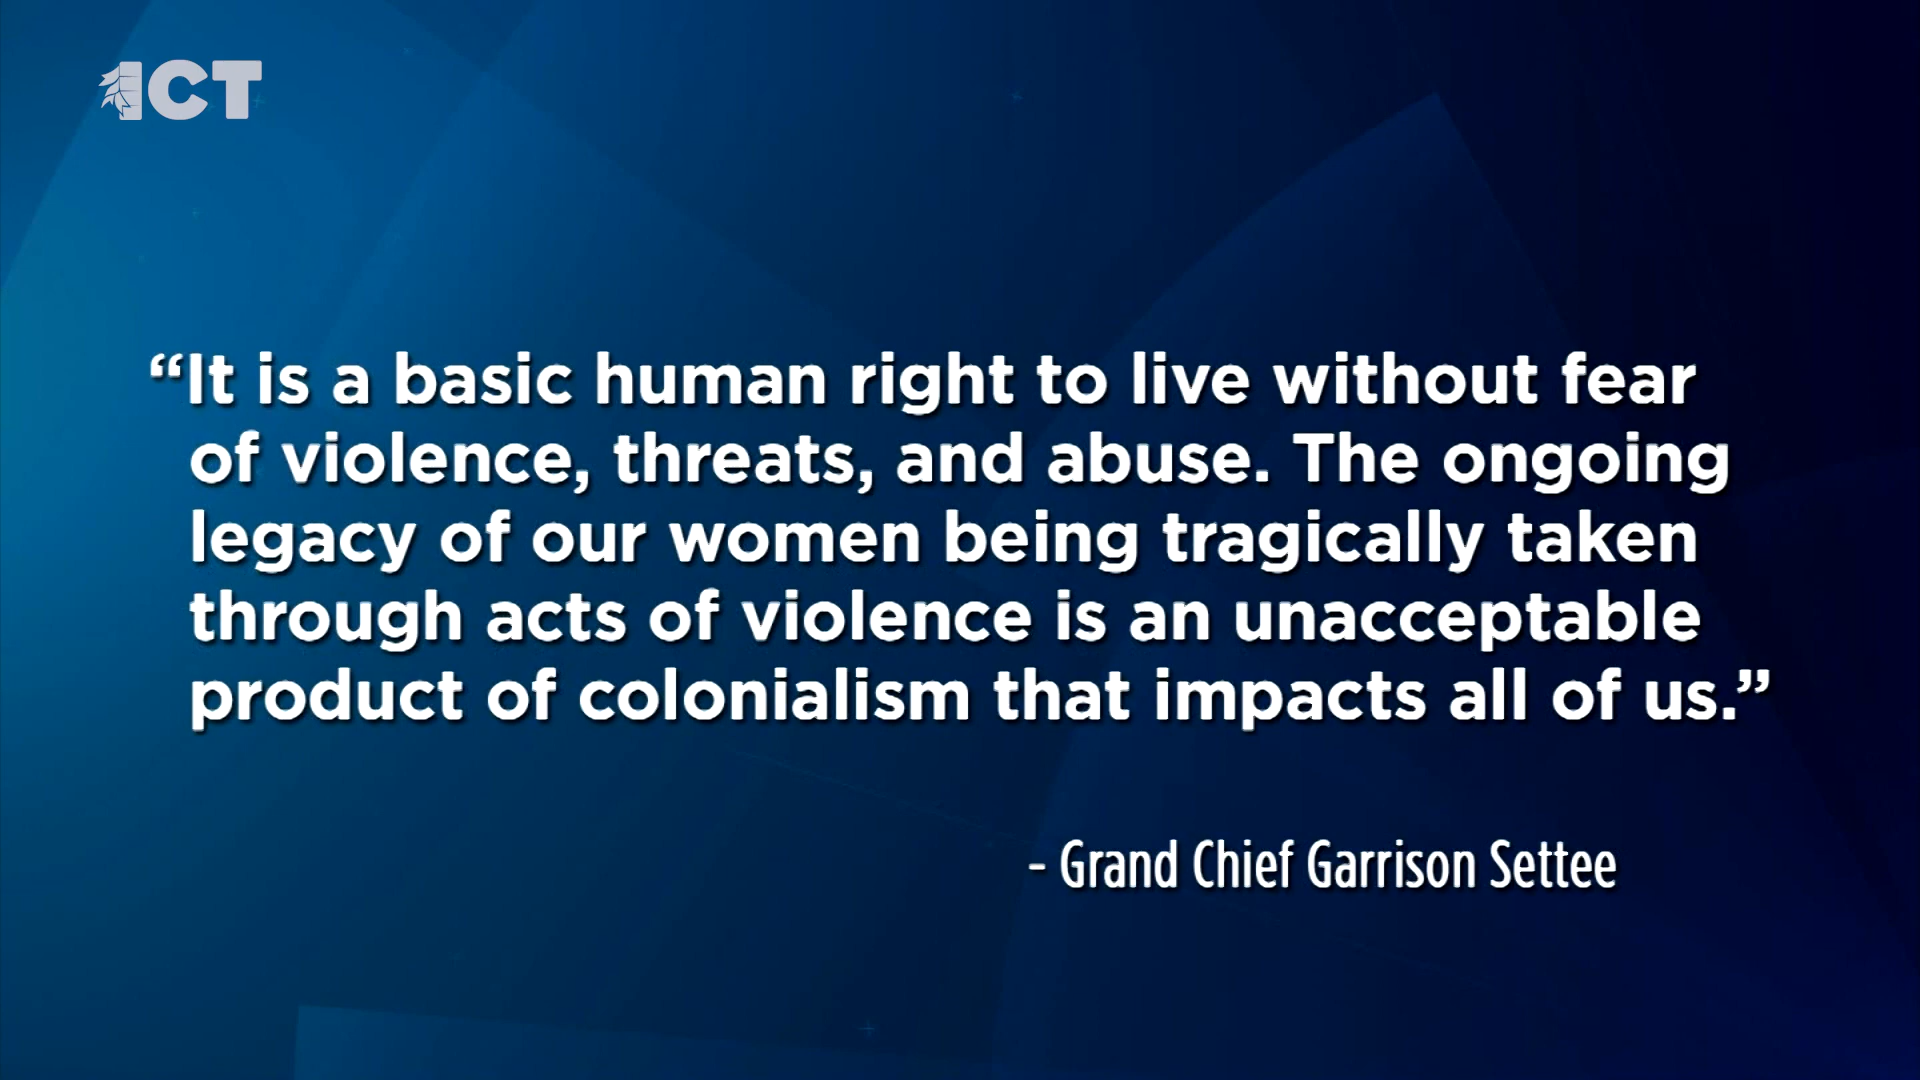 ICT
“It is a basic human right to live without fear
of violence, threats, and abuse. The ongoing
legacy of our women being tragically taken
through acts of violence is an unacceptable
product of colonialism that impacts all of us.”
- Grand Chief Garrison Settee